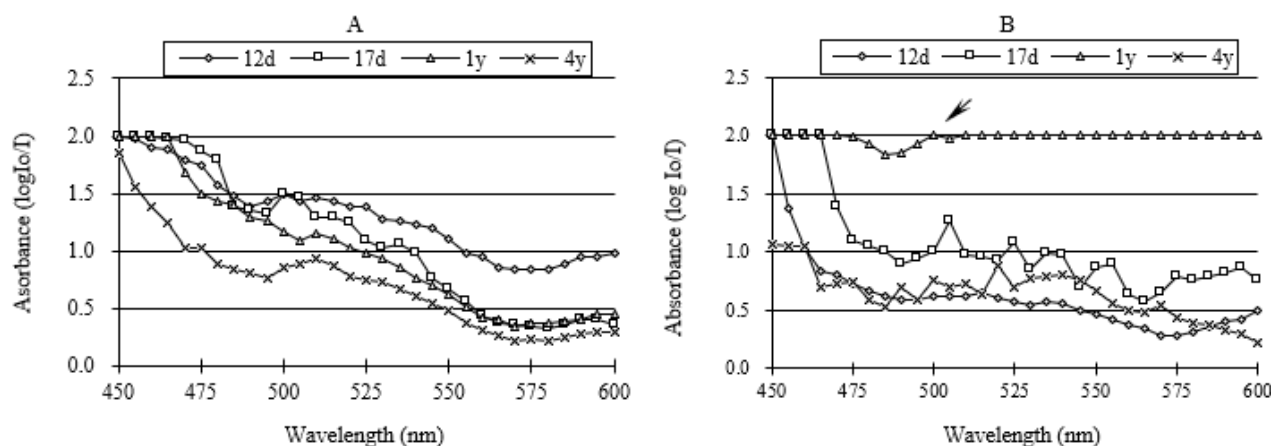 A
12d 17d 1y 4y
2.5
2.0
1.5
1.0
0.5
0.0
450 475 500 525 550 575 600
Asorbance (logIo/I)
Wavelength (nm)
B
12d 17d 1y 4y
2.5
2.0
1.5
1.0
0.5
0.0
450 475 500 525 550 575 600
Absorbance (log Io/I)
Wavelength (nm)